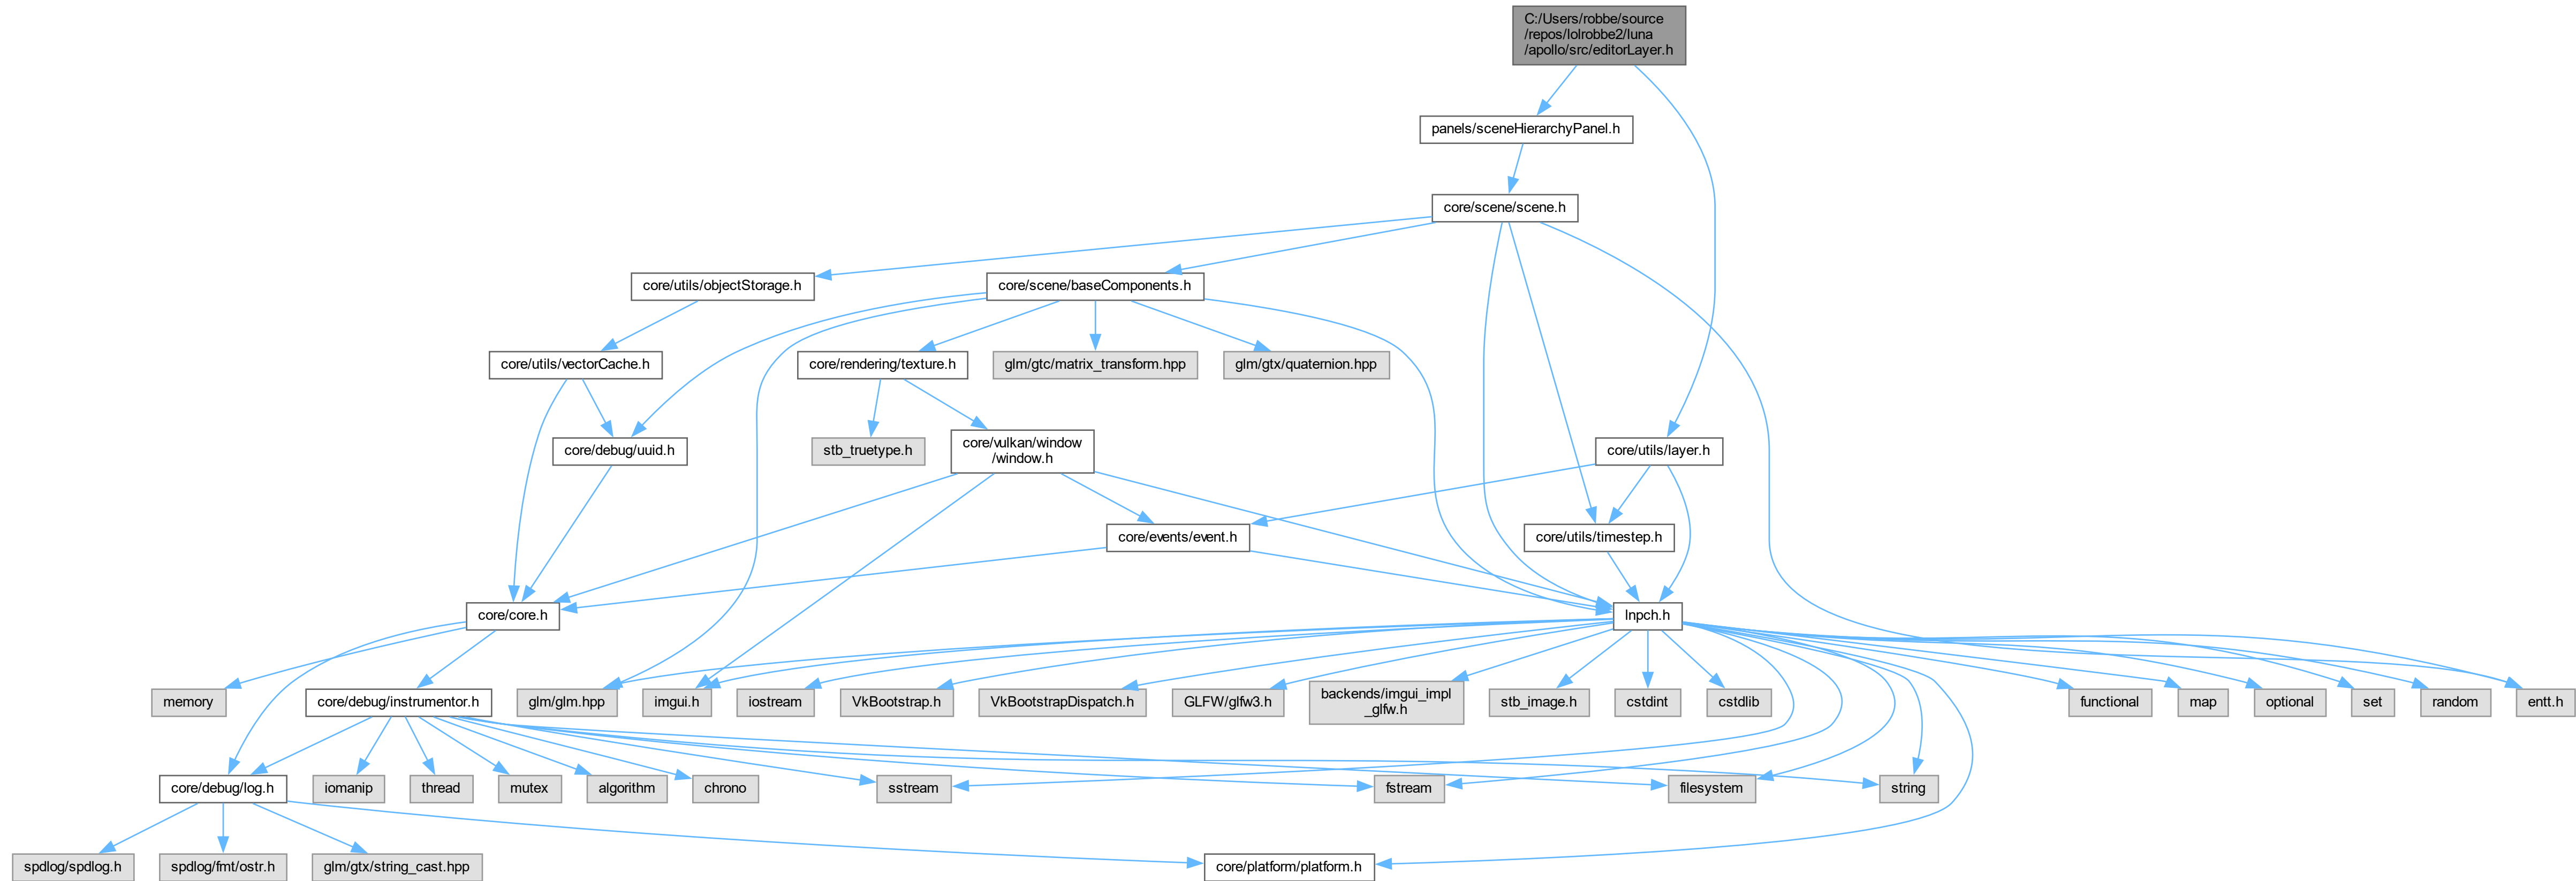 C:/Users/robbe/source
/repos/lolrobbe2/luna
/apollo/src/editorLayer.h
panels/sceneHierarchyPanel.h
core/scene/scene.h
core/utils/objectStorage.h
core/scene/baseComponents.h
core/utils/vectorCache.h
core/rendering/texture.h
glm/gtc/matrix_transform.hpp
glm/gtx/quaternion.hpp
core/debug/uuid.h
stb_truetype.h
core/vulkan/window
/window.h
core/utils/layer.h
core/events/event.h
core/utils/timestep.h
core/core.h
lnpch.h
memory
core/debug/instrumentor.h
glm/glm.hpp
imgui.h
iostream
VkBootstrap.h
VkBootstrapDispatch.h
GLFW/glfw3.h
backends/imgui_impl
_glfw.h
stb_image.h
cstdint
cstdlib
functional
map
optional
set
random
entt.h
core/debug/log.h
iomanip
thread
mutex
algorithm
chrono
sstream
fstream
filesystem
string
spdlog/spdlog.h
spdlog/fmt/ostr.h
glm/gtx/string_cast.hpp
core/platform/platform.h